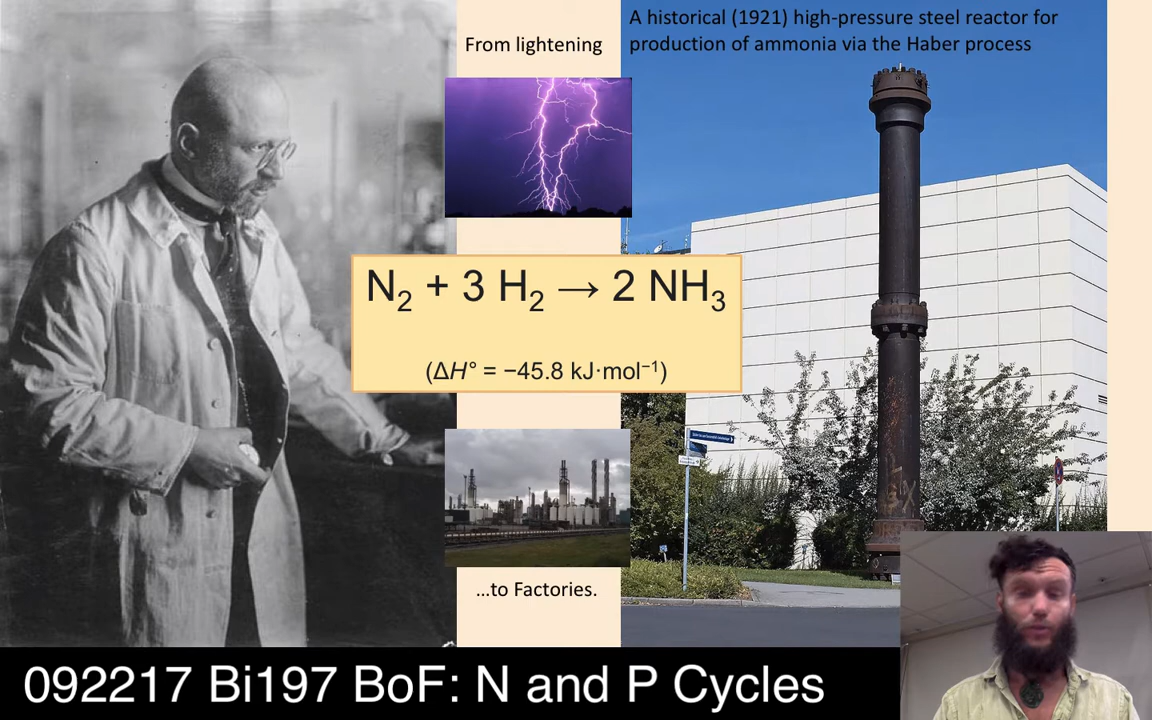 From lightening
A historical (1921) high-pressure steel reactor for
production of ammonia via the Haber process
N₂ + 3 H₂ → 2 NH₃
(ΔH° = −45.8 kJ·mol⁻¹)
...to Factories.
092217 Bi197 BoF: N and P Cycles